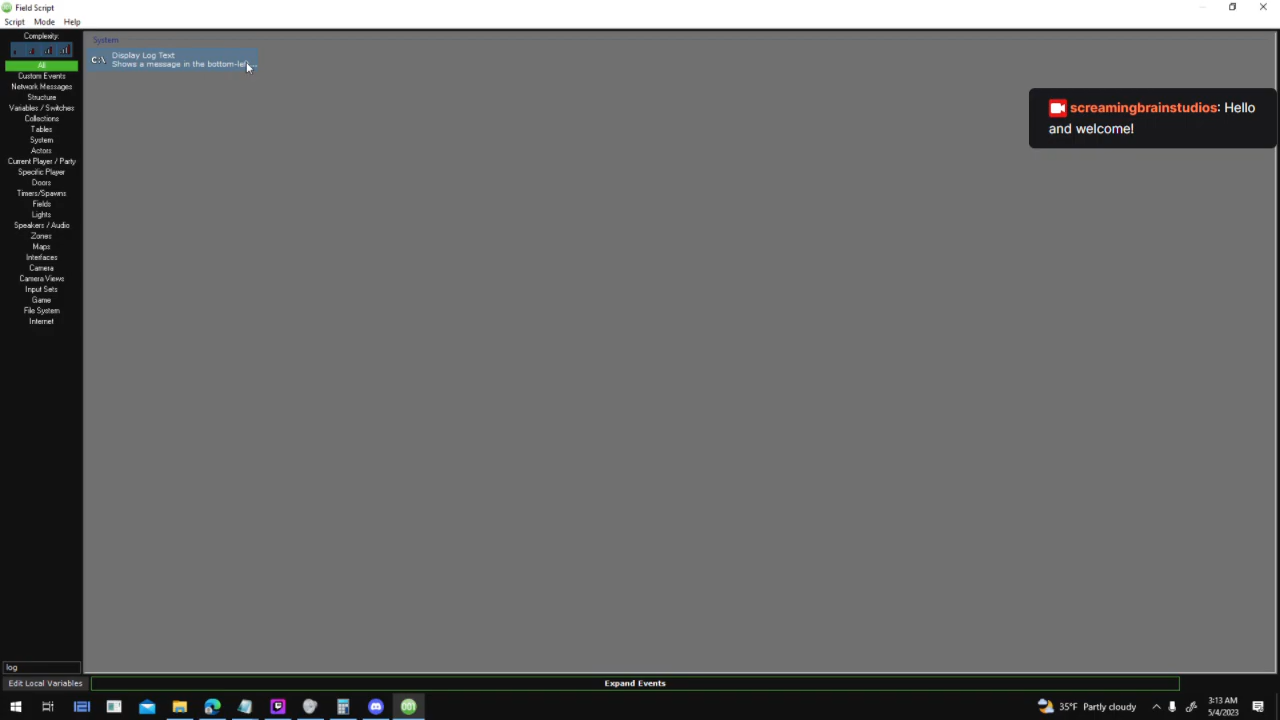 Field Script
Script Mode Help
Complexity:
All
Custom Events
Network Messages
Structure
Variables / Switches
Collections
Tables
System
Actors
Current Player / Party
Specific Player
Doors
Timers/Spawns
Fields
Lights
Speakers / Audio
Zones
Maps
Interfaces
Camera
Camera Views
Input Sets
Game
File System
Internet
System
C:\
Display Log Text
Shows a message in the bottom-lef...
screamingbrainstudios: Hello
and welcome!
log
Edit Local Variables
Expand Events
35°F Partly cloudy
3:13 AM
5/4/2023